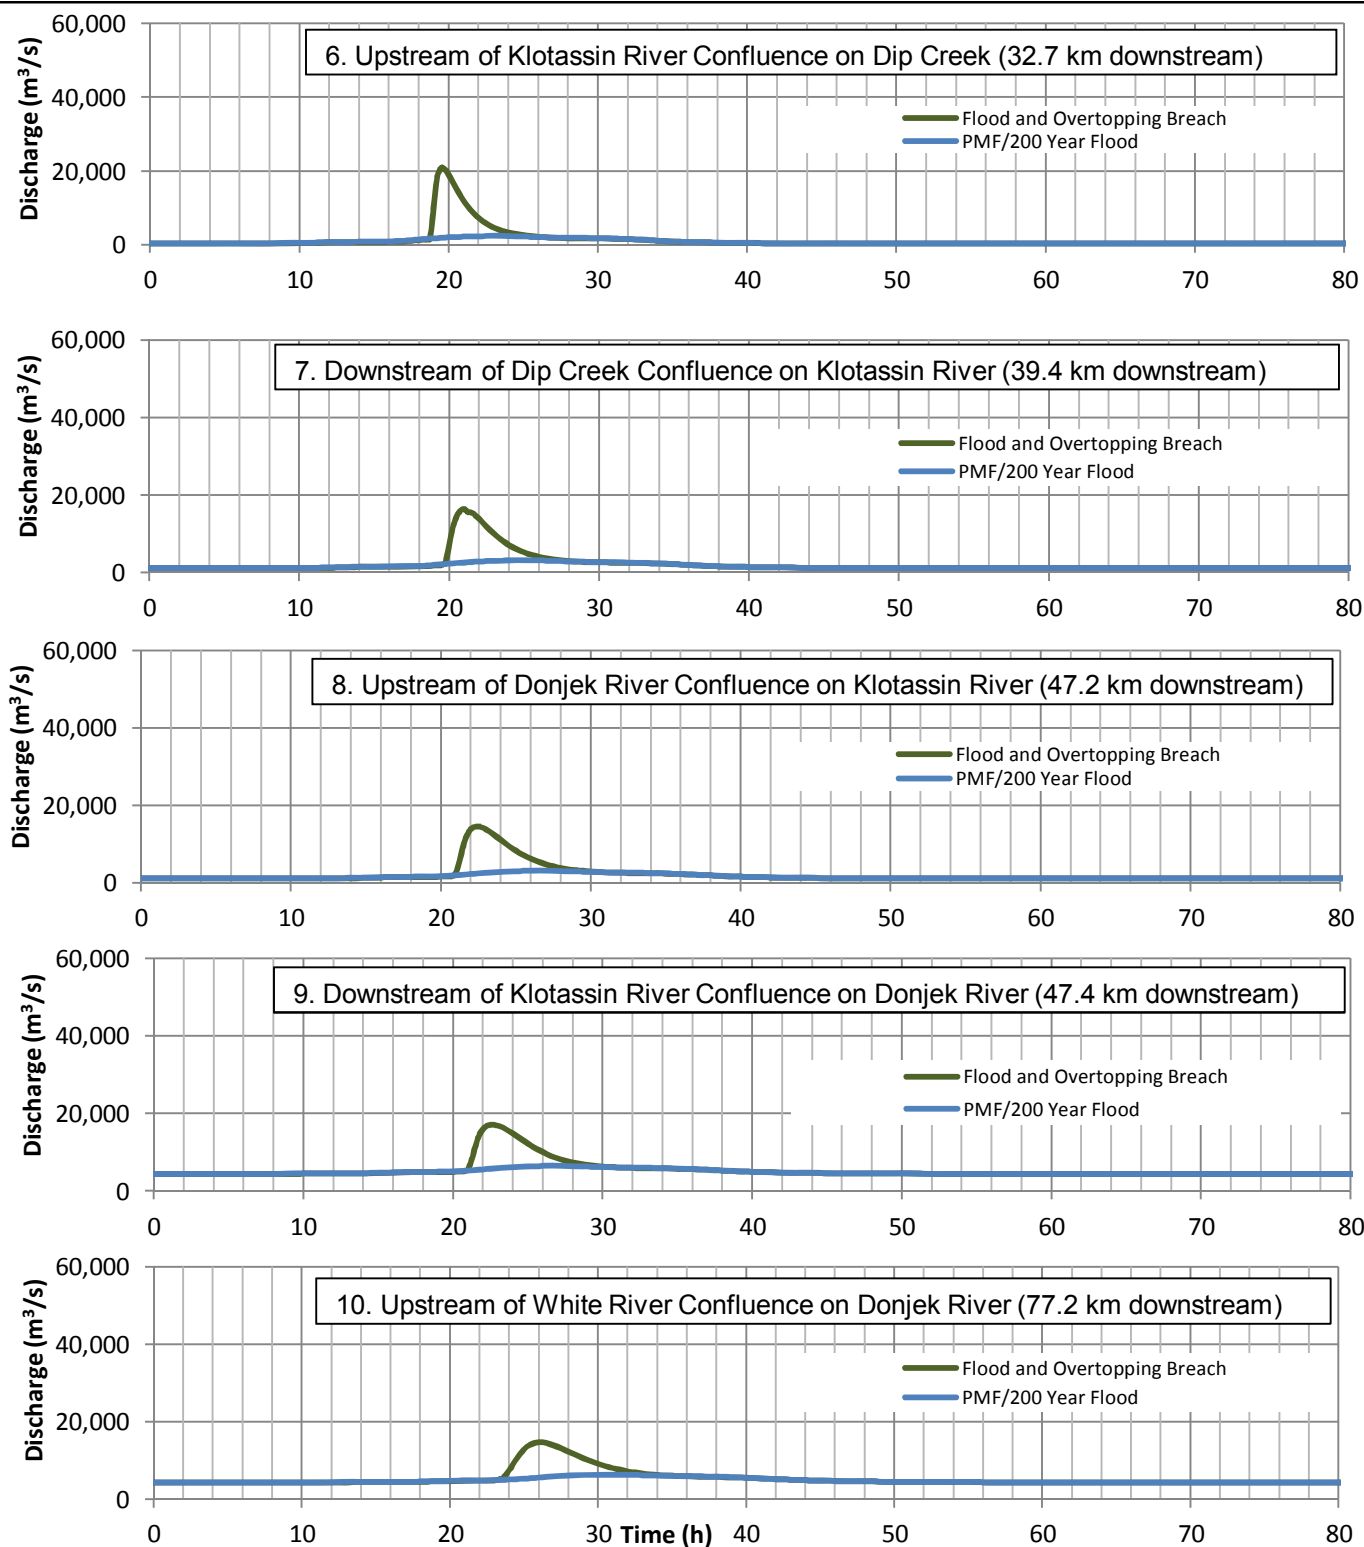 60,000
6. Upstream of Klotassin River Confluence on Dip Creek (32.7 km downstream)
40,000
Flood and Overtopping Breach
PMF/200 Year Flood
20,000
0
Discharge (m³/s)
0 10 20 30 40 50 60 70 80
60,000
7. Downstream of Dip Creek Confluence on Klotassin River (39.4 km downstream)
40,000
Flood and Overtopping Breach
PMF/200 Year Flood
20,000
0
Discharge (m³/s)
0 10 20 30 40 50 60 70 80
60,000
8. Upstream of Donjek River Confluence on Klotassin River (47.2 km downstream)
40,000
Flood and Overtopping Breach
PMF/200 Year Flood
20,000
0
Discharge (m³/s)
0 10 20 30 40 50 60 70 80
60,000
9. Downstream of Klotassin River Confluence on Donjek River (47.4 km downstream)
40,000
Flood and Overtopping Breach
PMF/200 Year Flood
20,000
0
Discharge (m³/s)
0 10 20 30 40 50 60 70 80
60,000
10. Upstream of White River Confluence on Donjek River (77.2 km downstream)
40,000
Flood and Overtopping Breach
PMF/200 Year Flood
20,000
0
Discharge (m³/s)
0 10 20 30 Time (h) 40 50 60 70 80